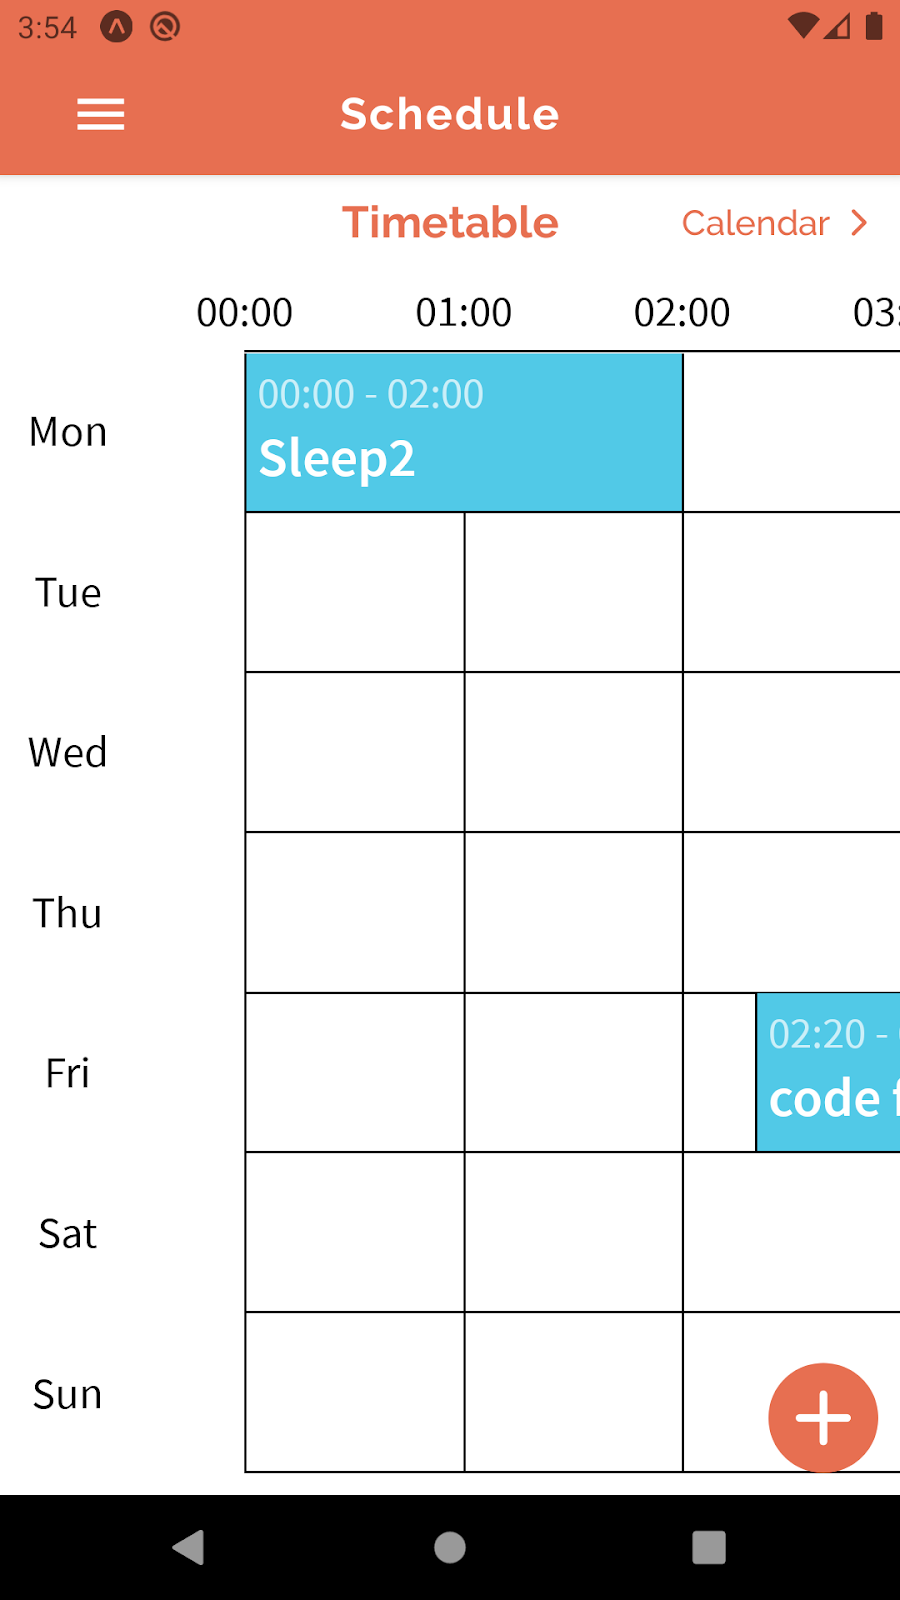 3:54
Schedule
Timetable
Calendar
00:00 01:00 02:00 03:
Mon
00:00 - 02:00
Sleep2
Tue
Wed
Thu
Fri
02:20 -
code
Sat
Sun